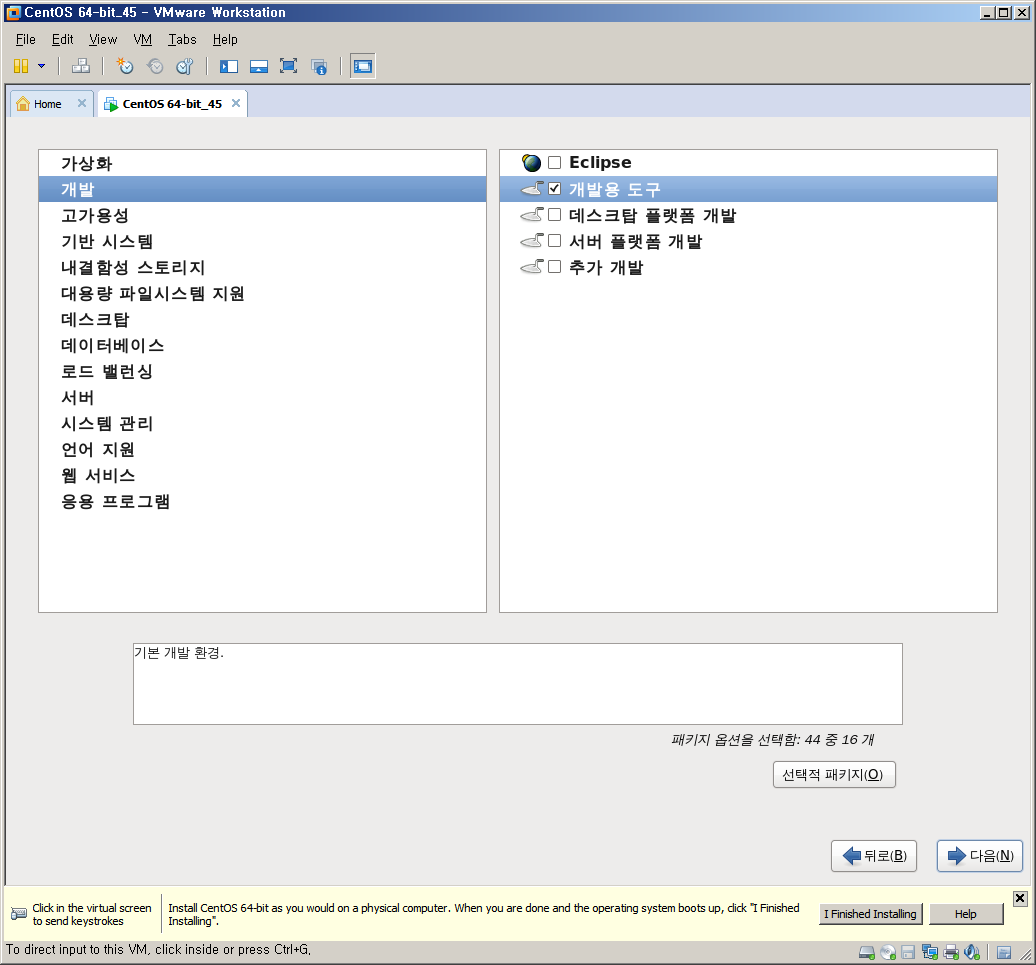 CentOS 64-bit_45 - VMware Workstation
File Edit View VM Tabs Help
Home CentOS 64-bit_45
가상화
개발
고가용성
기반 시스템
내결함성 스토리지
대용량 파일시스템 지원
데스크탑
데이터베이스
로드 밸런싱
서버
시스템 관리
언어 지원
웹 서비스
응용 프로그램
Eclipse
개발용 도구
데스크탑 플랫폼 개발
서버 플랫폼 개발
추가 개발
기본 개발 환경.
패키지 옵션을 선택함: 44 중 16 개
선택적 패키지(O)
뒤로(B) 다음(N)
Click in the virtual screen
to send keystrokes
Install CentOS 64-bit as you would on a physical computer. When you are done and the operating system boots up, click "I Finished
Installing".
I Finished Installing Help
To direct input to this VM, click inside or press Ctrl+G.